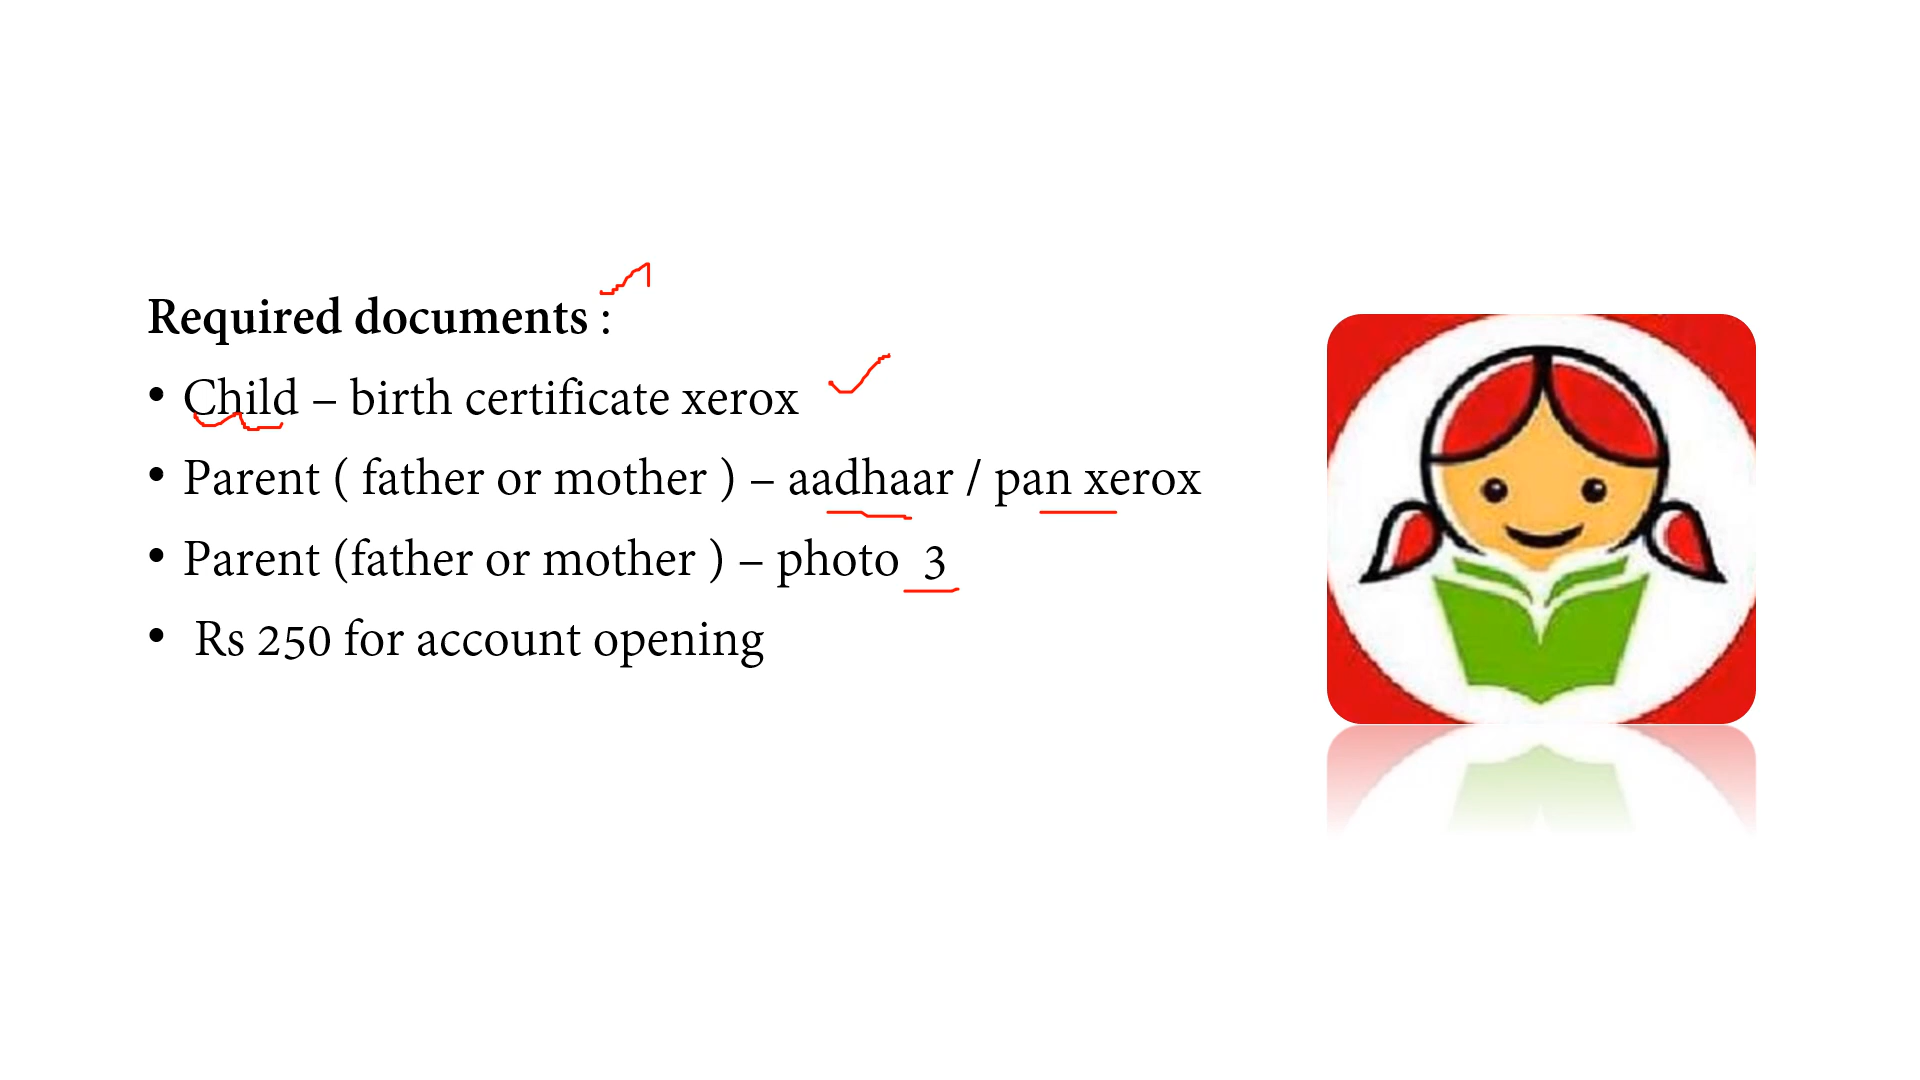 Required documents :
• Child – birth certificate xerox
• Parent ( father or mother ) – aadhaar / pan xerox
• Parent (father or mother ) – photo 3
• Rs 250 for account opening